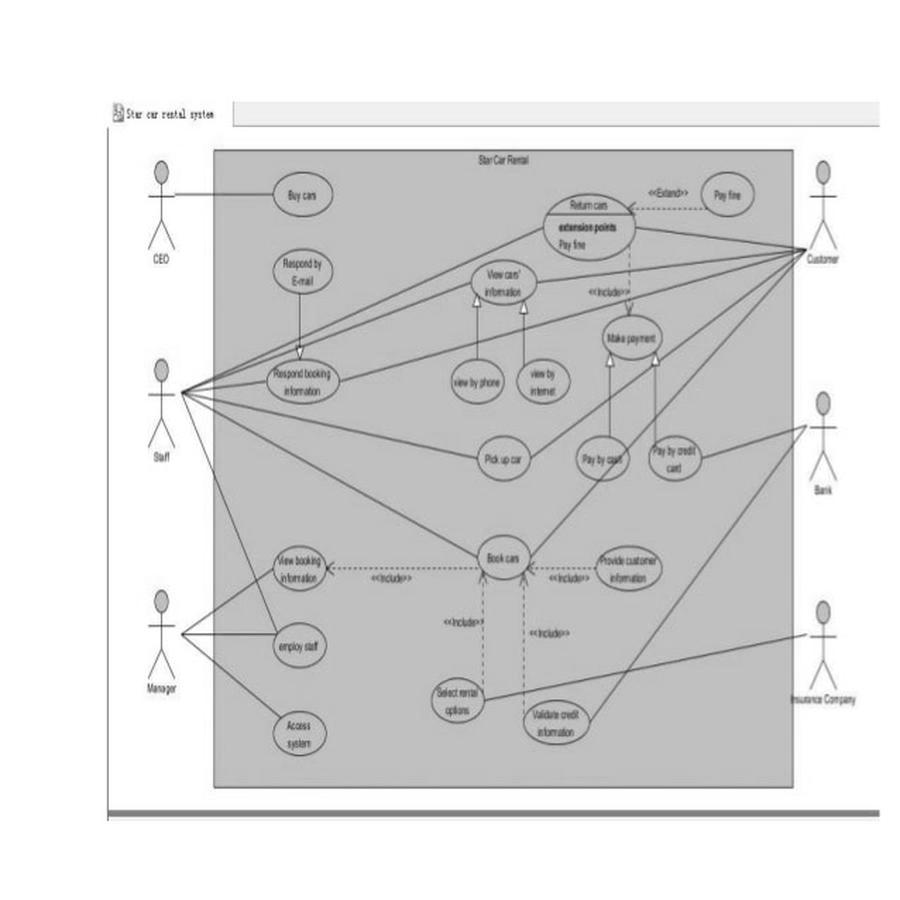 Star car rental system
Star Car Rental
Buy cars
Return cars
extension points
Pay fine
<<Extend>>
Pay fine
CEO
Customer
Respond by
E-mail
View cars'
information
<<Include>>
Make payment
Respond booking
information
view by phone
view by
internet
Staff
Pick up car
Pay by cash
Pay by credit
card
Bank
View booking
information
<<Include>>
Book cars
<<Include>>
Provide customer'
information
<<Include>>
<<Include>>
employ staff
Manager
Select rental
options
Validate credit
information
Insurance Company
Access
system